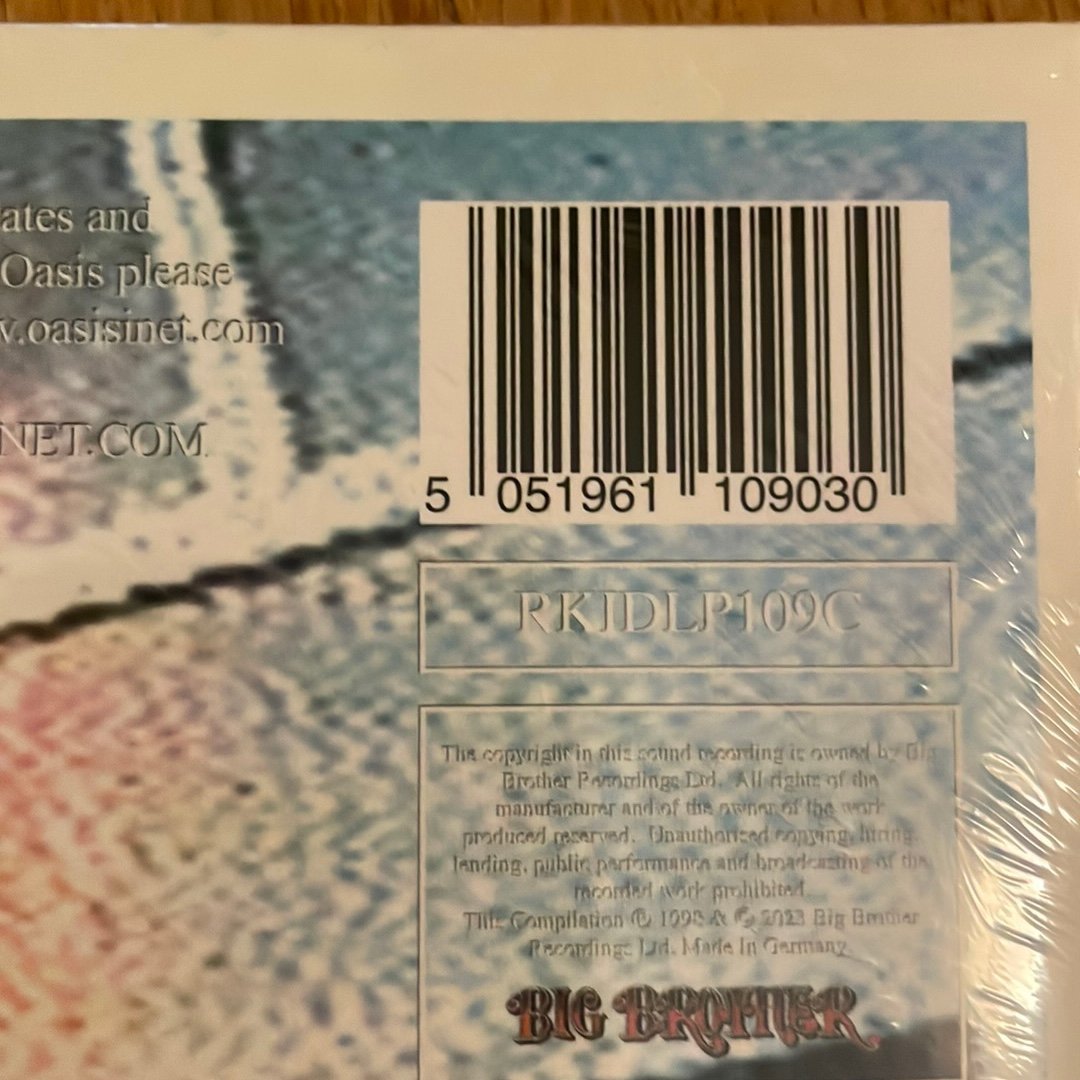 ates and
Oasis please
w.oasisinet.com
NET.COM
5 051961 109030
RKIDLP109C
The copyright in this sound recording is owned by Big
Brother Recordings Ltd. All rights of the
manufacturer and of the owner of the work
produced reserved. Unauthorised copying, hiring,
lending, public performance and broadcasting of the
recorded work prohibited.
This Compilation ℗ 1998 & © 2023 Big Brother
Recordings Ltd. Made In Germany.
BIG BROTHER